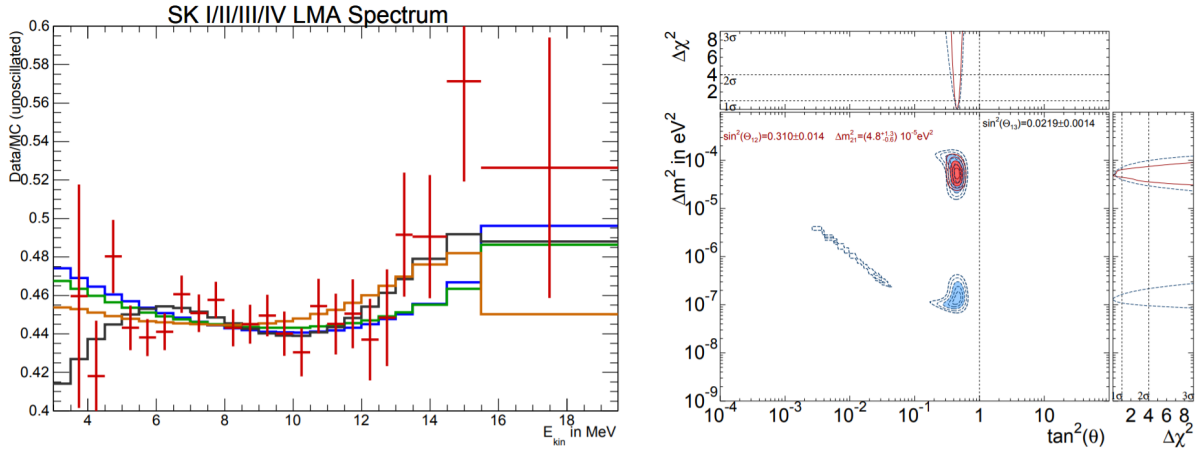 SK I/II/III/IV LMA Spectrum
Data/MC (unoscillated)
0.6
0.58
0.56
0.54
0.52
0.5
0.48
0.46
0.44
0.42
0.4
4 6 8 10 12 14 16 18
E_kin in MeV
Δχ²
8
6
4
2
3σ
2σ
1σ
sin²(Θ₁₃)=0.0219±0.0014
sin²(Θ₁₂)=0.310±0.014 Δm²₂₁=(4.8⁺¹·³₋₀.₆) 10⁻⁵eV²
Δm² in eV²
10⁻⁴
10⁻⁵
10⁻⁶
10⁻⁷
10⁻⁸
10⁻⁹
10⁻⁴ 10⁻³ 10⁻² 10⁻¹ 1 10
tan²(θ)
1σ 2σ 3σ
2 4 6 8
Δχ²